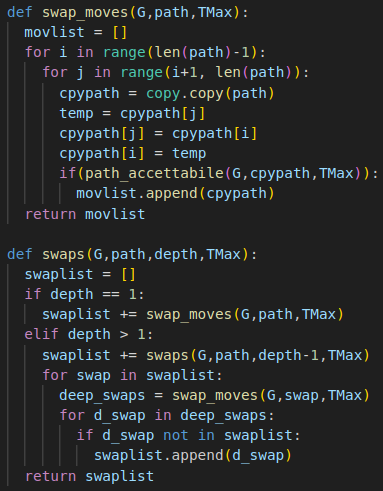 def swap_moves(G,path,TMax):
  movlist = []
  for i in range(len(path)-1):
    for j in range(i+1, len(path)):
      cpypath = copy.copy(path)
      temp = cpypath[j]
      cpypath[j] = cpypath[i]
      cpypath[i] = temp
      if(path_accettabile(G,cpypath,TMax)):
        movlist.append(cpypath)
  return movlist

def swaps(G,path,depth,TMax):
  swaplist = []
  if depth == 1:
    swaplist += swap_moves(G,path,TMax)
  elif depth > 1:
    swaplist += swaps(G,path,depth-1,TMax)
    for swap in swaplist:
      deep_swaps = swap_moves(G,swap,TMax)
      for d_swap in deep_swaps:
        if d_swap not in swaplist:
          swaplist.append(d_swap)
  return swaplist